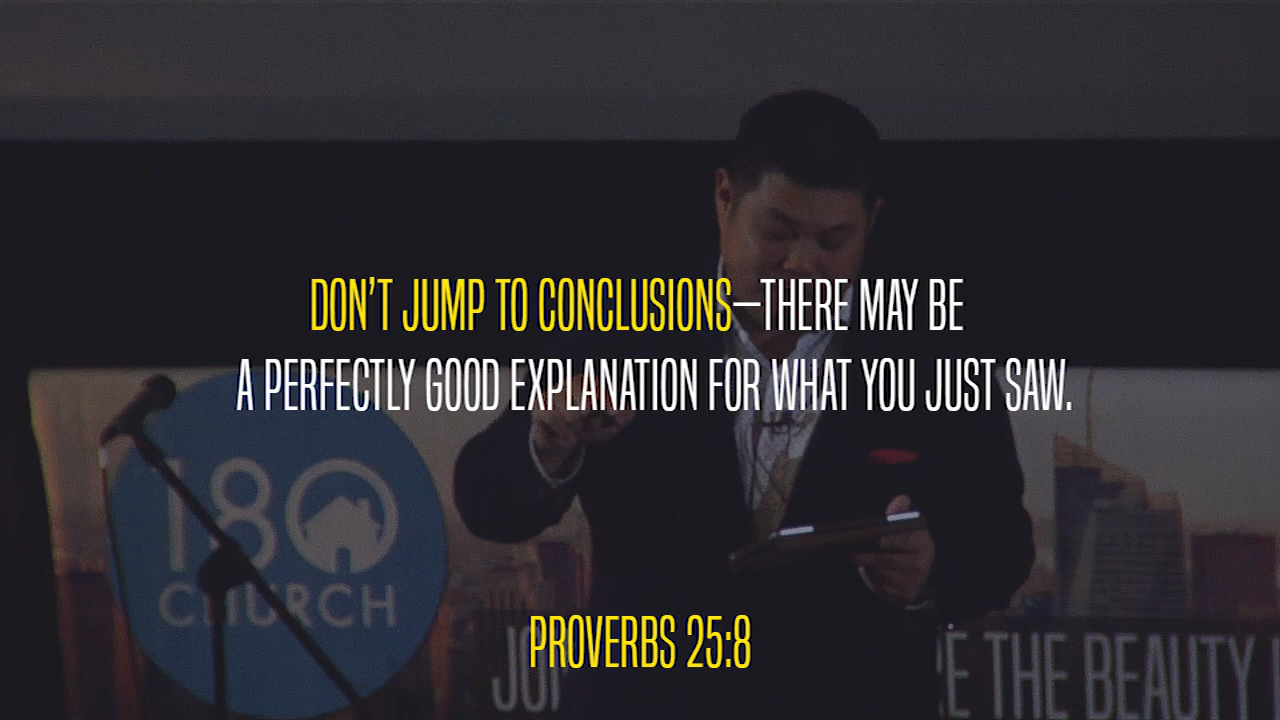 DON'T JUMP TO CONCLUSIONS—THERE MAY BE
A PERFECTLY GOOD EXPLANATION FOR WHAT YOU JUST SAW.
180
CHURCH
PROVERBS 25:8
THE BEAUTY